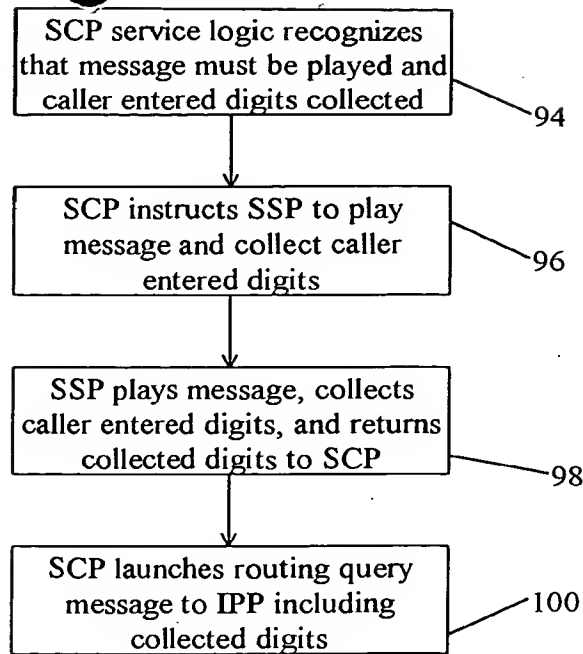 SCP service logic recognizes
that message must be played and
caller entered digits collected
94
SCP instructs SSP to play
message and collect caller
entered digits
96
SSP plays message, collects
caller entered digits, and returns
collected digits to SCP
98
SCP launches routing query
message to IPP including
collected digits
100